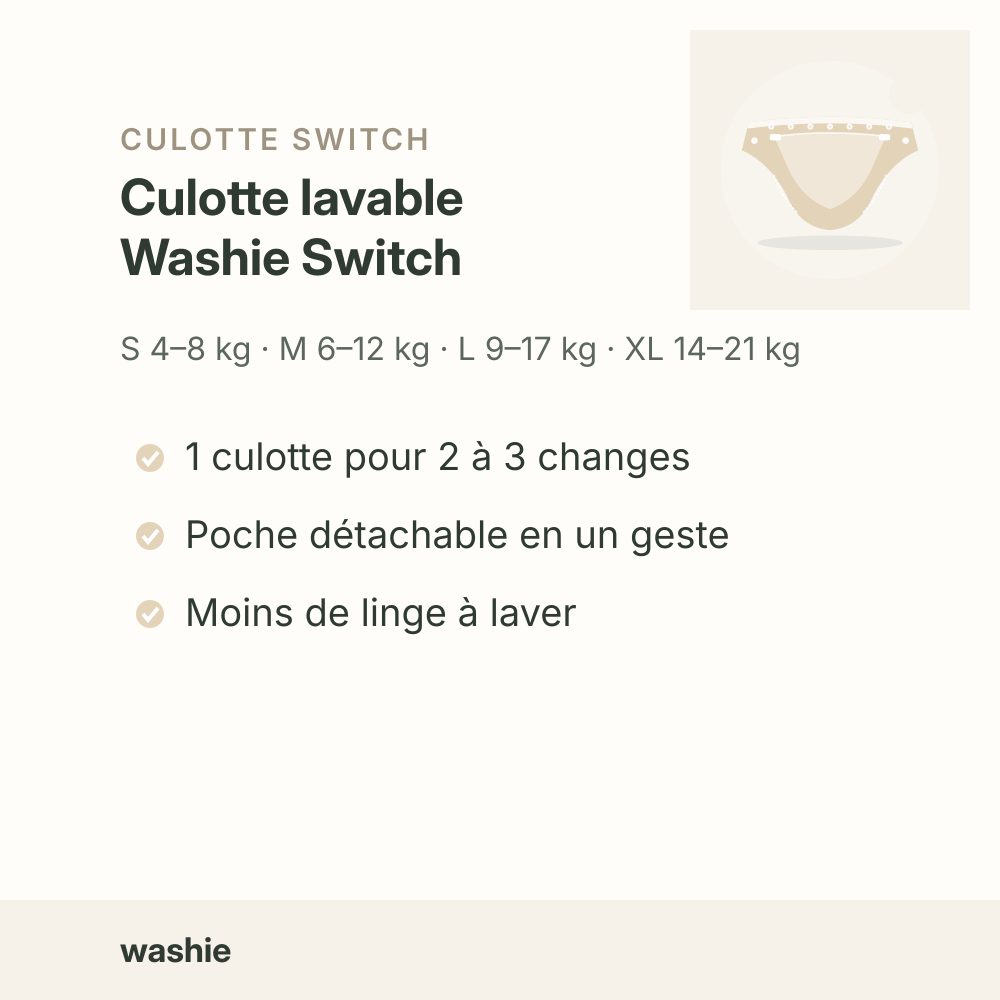 CULOTTE SWITCH
Culotte lavable
Washie Switch
S 4–8 kg · M 6–12 kg · L 9–17 kg · XL 14–21 kg
1 culotte pour 2 à 3 changes
Poche détachable en un geste
Moins de linge à laver
washie